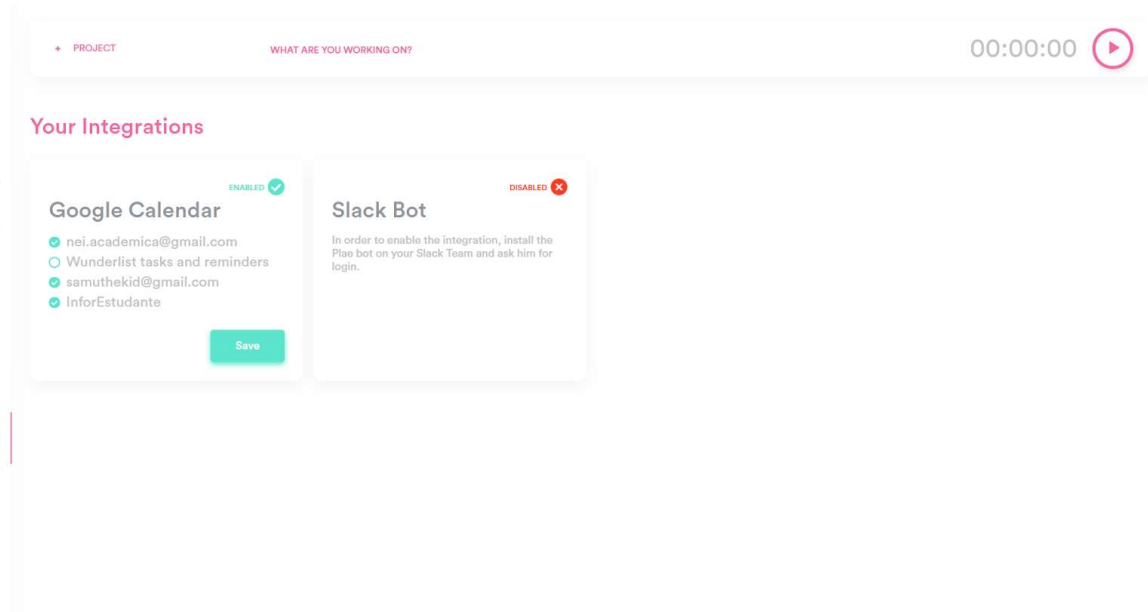 + PROJECT
WHAT ARE YOU WORKING ON?
00:00:00
Your Integrations
ENABLED
Google Calendar
nei.academica@gmail.com
Wunderlist tasks and reminders
samuthekid@gmail.com
InforEstudante
Save
DISABLED
Slack Bot
In order to enable the integration, install the
Plae bot on your Slack Team and ask him for
login.